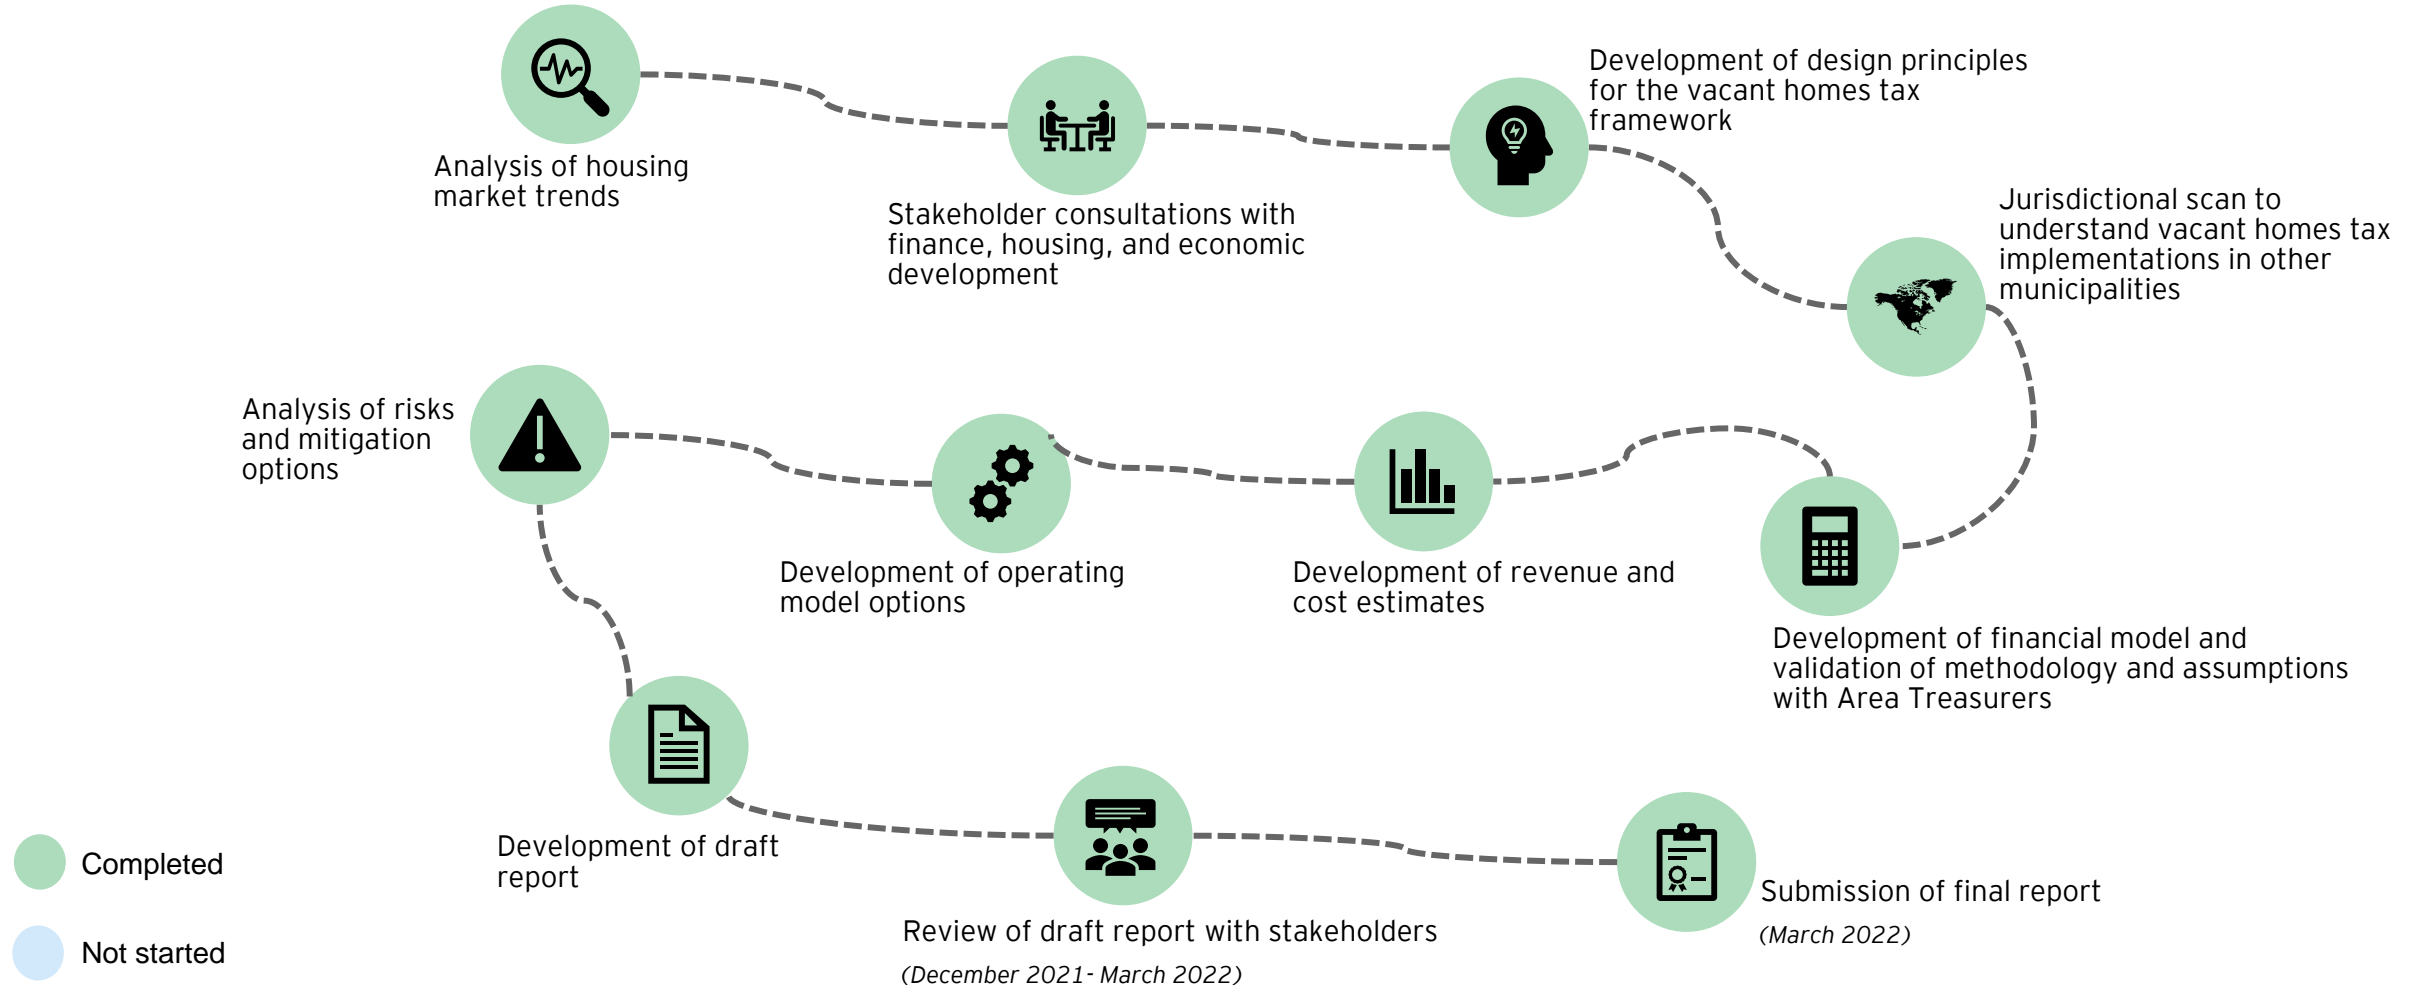 Analysis of housing
market trends
Stakeholder consultations with
finance, housing, and economic
development
Development of design principles
for the vacant homes tax
framework
Jurisdictional scan to
understand vacant homes tax
implementations in other
municipalities
Development of financial model and
validation of methodology and assumptions
with Area Treasurers
Development of revenue and
cost estimates
Development of operating
model options
Analysis of risks
and mitigation
options
Development of draft
report
Review of draft report with stakeholders
(December 2021- March 2022)
Submission of final report
(March 2022)
Completed
Not started